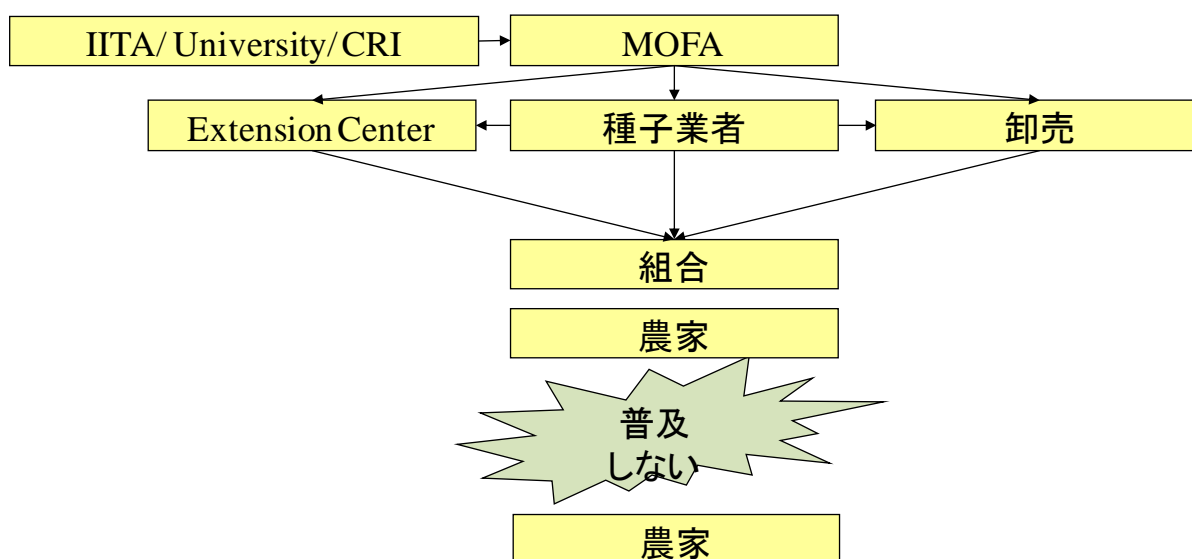 IITA/ University/ CRI
MOFA
Extension Center
種子業者
卸売
組合
農家
普及
しない
農家